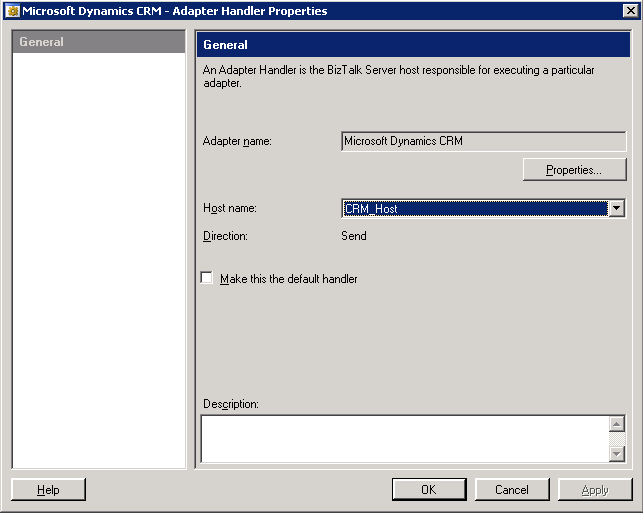 Microsoft Dynamics CRM - Adapter Handler Properties
General
General
An Adapter Handler is the BizTalk Server host responsible for executing a particular
adapter.
Adapter name: Microsoft Dynamics CRM
Properties...
Host name: CRM_Host
Direction: Send
Make this the default handler
Description:
Help OK Cancel Apply